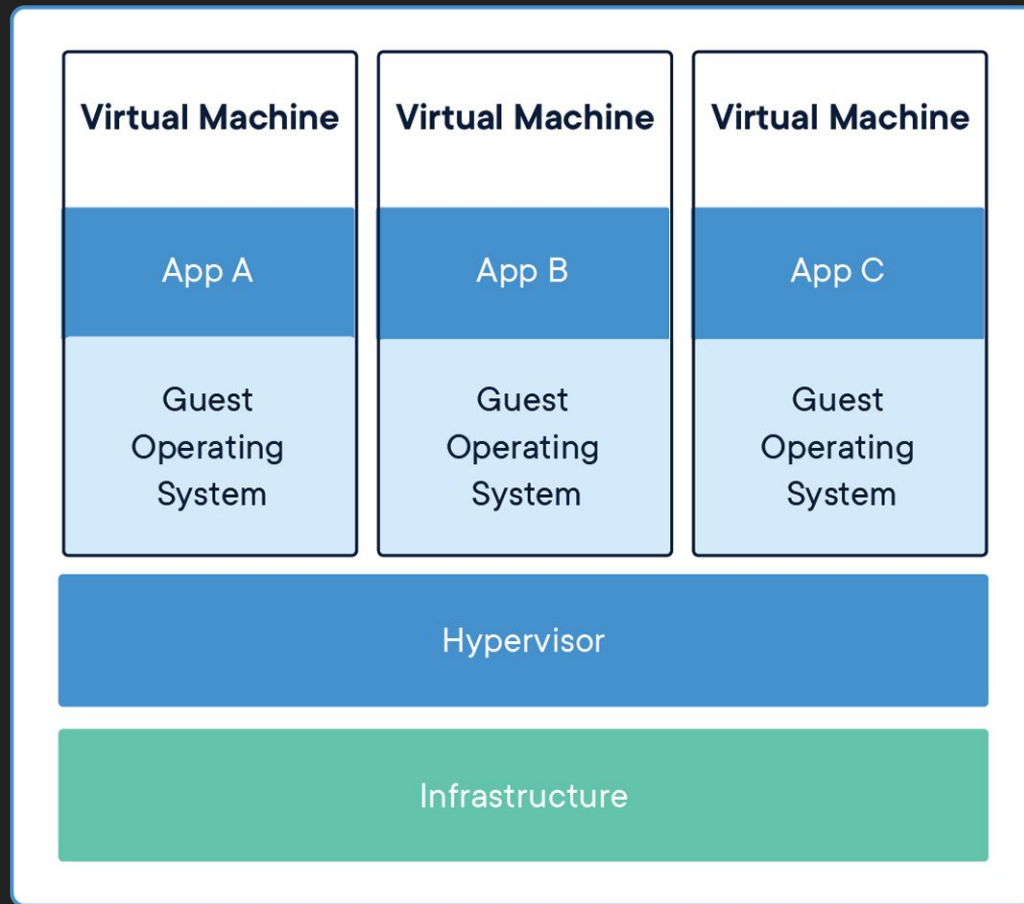 Virtual Machine
App A
Guest
Operating
System
Virtual Machine
App B
Guest
Operating
System
Virtual Machine
App C
Guest
Operating
System
Hypervisor
Infrastructure